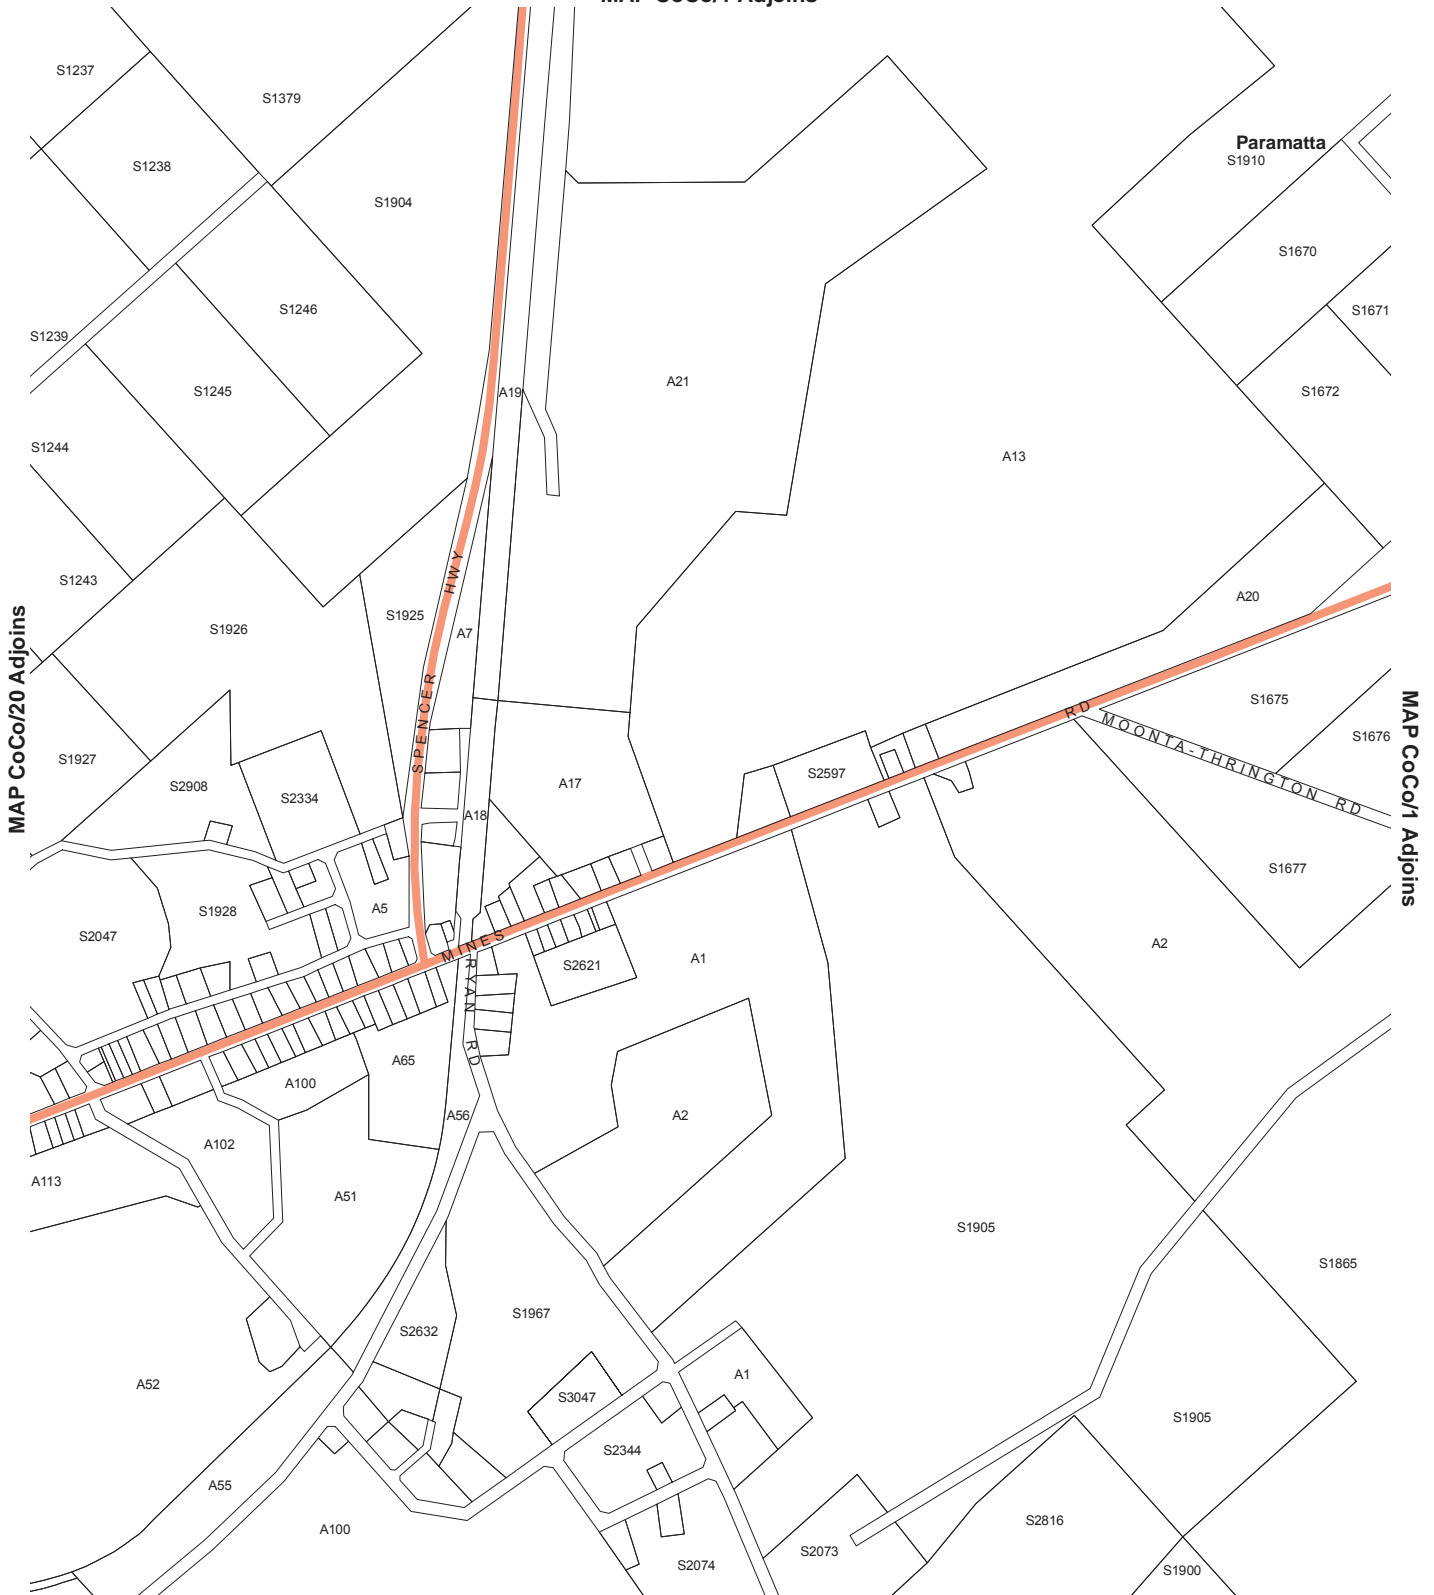 MAP CoCo/1 Adjoins
S1237
S1379
Paramatta
S1910
S1238
S1904
S1670
S1246
S1671
S1239
A21
S1245
A19
S1672
S1244
A13
S1243
A20
S1925
S1926
A7
SPENCER HWY
MAP CoCo/20 Adjoins
MAP CoCo/1 Adjoins
S1675
S1676
MOONTA-THRINGTON RD
S1927
S2908
S2334
A17
S2597
A18
S1677
A5
S1928
S2047
MINES RD
A2
S2621
A1
RYAN RD
A65
A100
A56
A2
A102
A113
A51
S1905
S1865
S1967
S2632
A52
A1
S3047
S1905
S2344
A55
A100
S2816
S2073
S2074
S1900